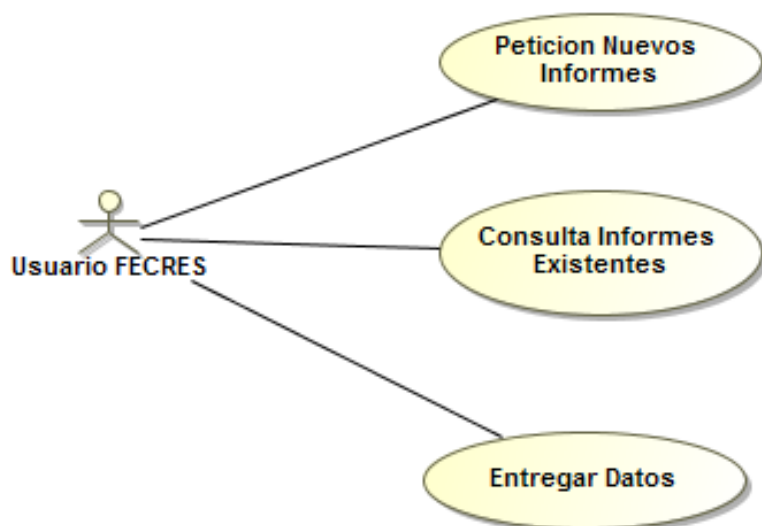 Peticion Nuevos
Informes
Usuario FECRES
Consulta Informes
Existentes
Entregar Datos